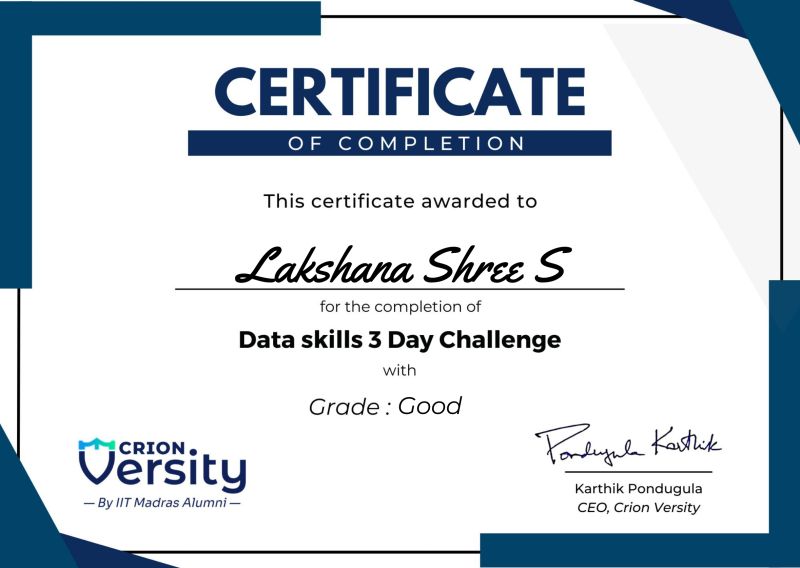 CERTIFICATE
OF COMPLETION
This certificate awarded to
Lakshana Shree S
for the completion of
Data skills 3 Day Challenge
with
Grade : Good
CRION
Versity
— By IIT Madras Alumni —
Pondugula Karthik
Karthik Pondugula
CEO, Crion Versity